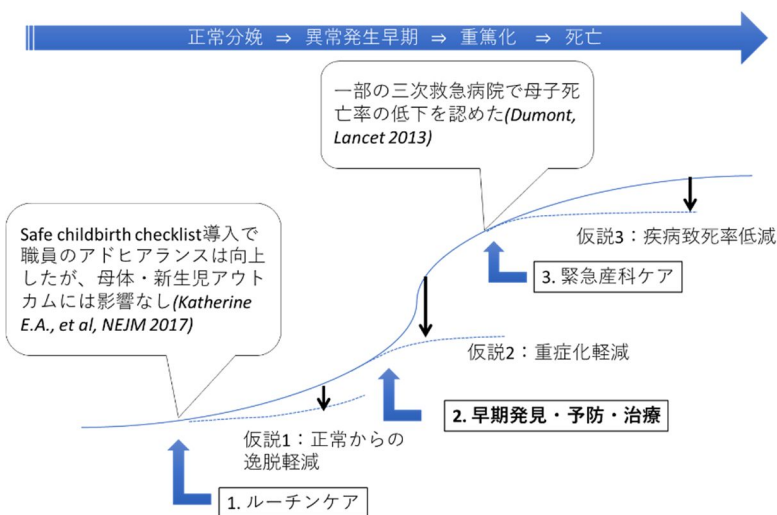 正常分娩 ⇒ 異常発生早期 ⇒ 重篤化 ⇒ 死亡
一部の三次救急病院で母子死
亡率の低下を認めた(Dumont,
Lancet 2013)
Safe childbirth checklist導入で
職員のアドヒアランスは向上
したが、母体・新生児アウト
カムには影響なし(Katherine
E.A., et al, NEJM 2017)
仮説3：疾病致死率低減
3. 緊急産科ケア
仮説2：重症化軽減
2. 早期発見・予防・治療
仮説1：正常からの
逸脱軽減
1. ルーチンケア